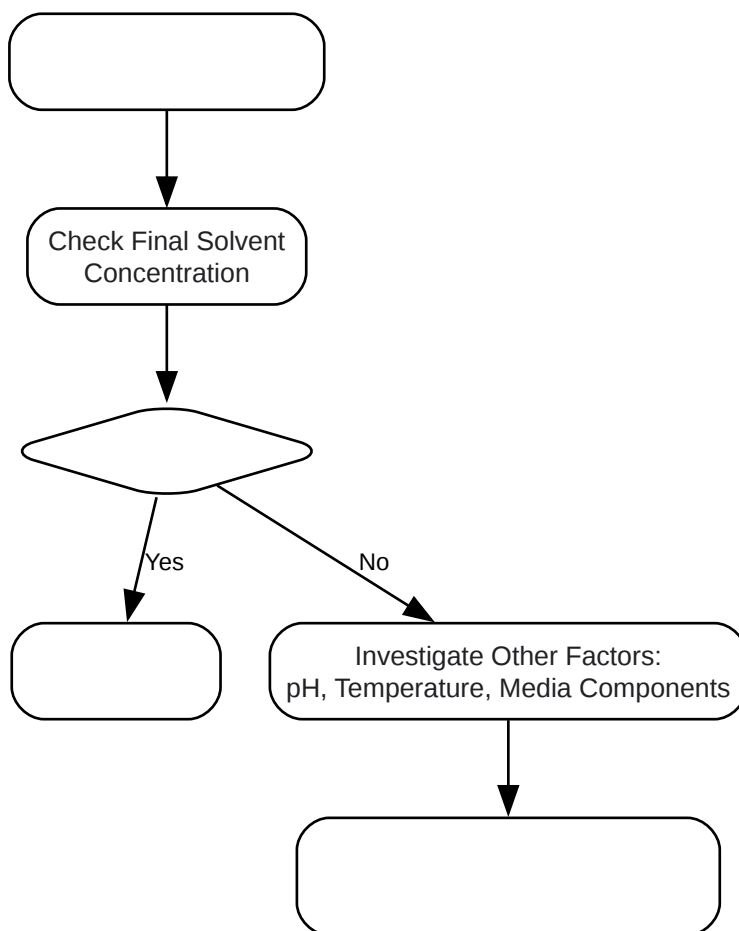 Check Final Solvent
Concentration
Yes
No
Investigate Other Factors:
pH, Temperature, Media Components